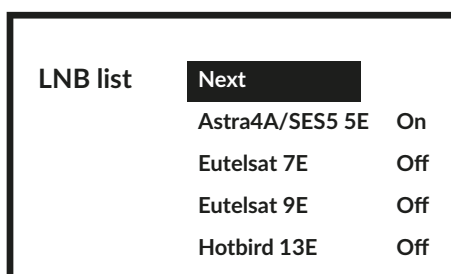 LNB list Next
Astra4A/SES5 5E On
Eutelsat 7E Off
Eutelsat 9E Off
Hotbird 13E Off